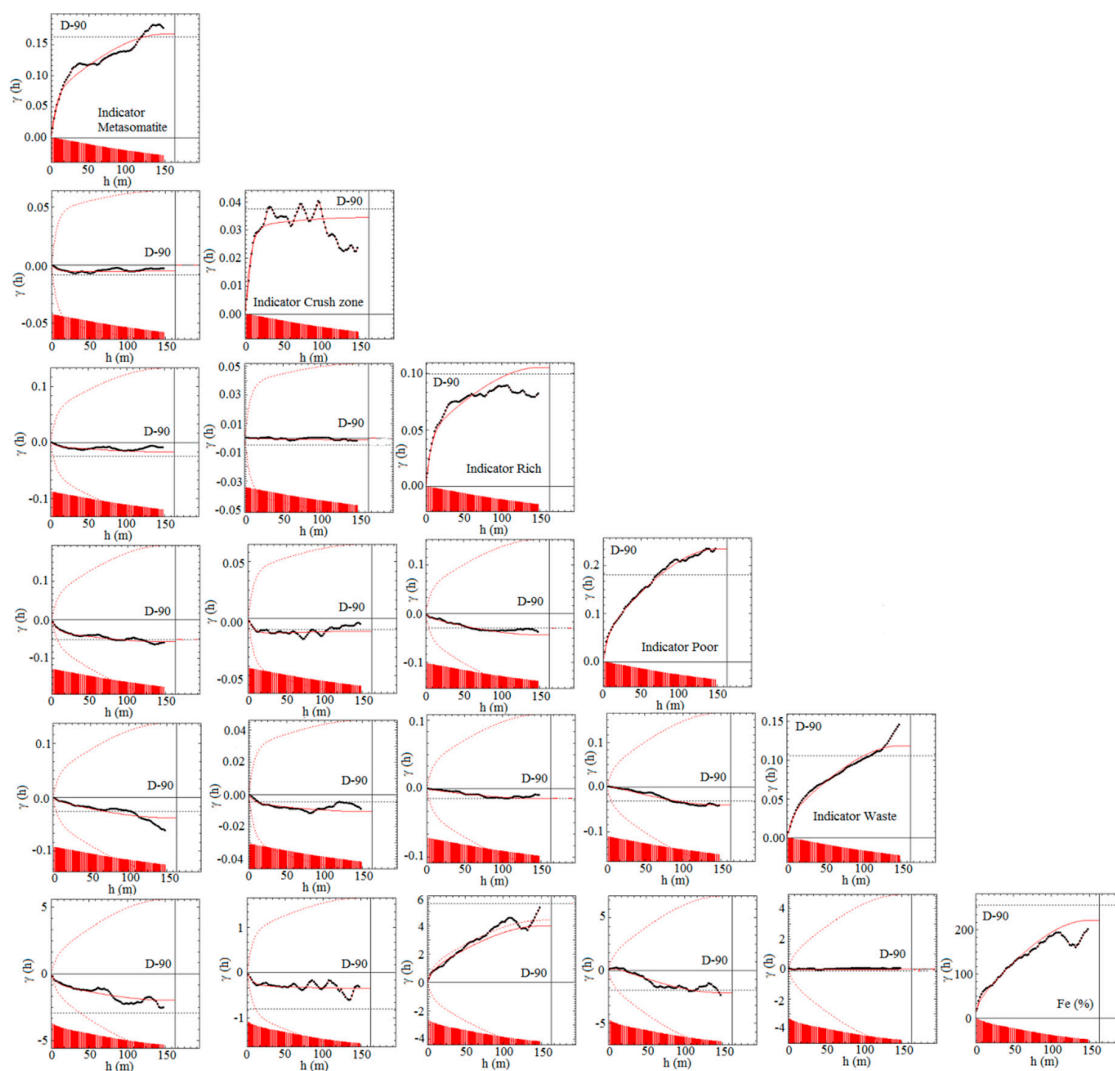 D-90
0.15
0.10
0.05
0.00
γ (h)
Indicator
Metasomatite
0 50 100 150
h (m)
0.05
0.00
-0.05
γ (h)
D-90
0 50 100 150
h (m)
0.04
0.03
0.02
0.01
0.00
γ (h)
D-90
Indicator Crush zone
0 50 100 150
h (m)
0.1
0.0
-0.1
γ (h)
D-90
0 50 100 150
h (m)
0.05
0.04
0.03
0.01
-0.01
-0.03
-0.05
γ (h)
D-90
0 50 100 150
h (m)
0.10
0.05
0.00
γ (h)
D-90
Indicator Rich
0 50 100 150
h (m)
0.1
0.0
-0.1
γ (h)
D-90
0 50 100 150
h (m)
0.05
0.00
-0.05
γ (h)
D-90
0 50 100 150
h (m)
0.1
0.0
-0.1
γ (h)
D-90
0 50 100 150
h (m)
0.2
0.1
0.0
γ (h)
D-90
Indicator Poor
0 50 100 150
h (m)
0.1
0.0
-0.1
γ (h)
D-90
0 50 100 150
h (m)
0.04
0.02
0.00
-0.02
-0.04
γ (h)
D-90
0 50 100 150
h (m)
0.1
0.0
-0.1
γ (h)
D-90
0 50 100 150
h (m)
0.1
0.0
-0.1
γ (h)
D-90
0 50 100 150
h (m)
0.15
0.10
0.05
0.00
γ (h)
D-90
Indicator Waste
0 50 100 150
h (m)
5
0
-5
γ (h)
D-90
0 50 100 150
h (m)
1
0
-1
γ (h)
D-90
0 50 100 150
h (m)
6
4
2
0
-2
-4
γ (h)
D-90
0 50 100 150
h (m)
5
0
-5
γ (h)
D-90
0 50 100 150
h (m)
4
2
0
-2
-4
γ (h)
D-90
0 50 100 150
h (m)
200
100
0
γ (h)
D-90
Fe (%)
0 50 100 150
h (m)